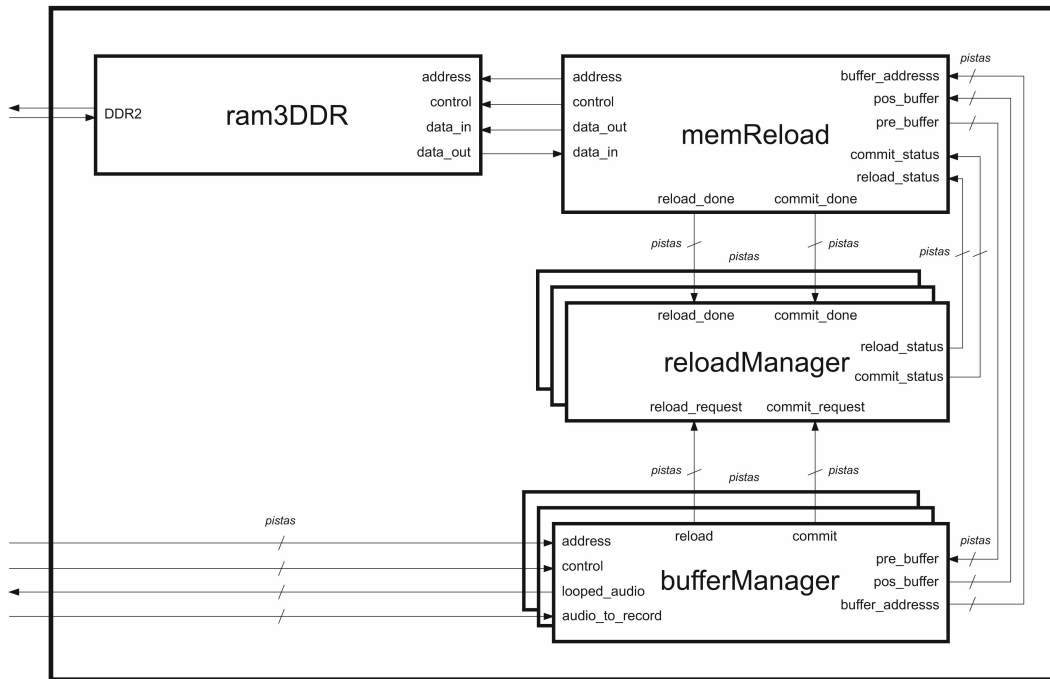 pistas
address
control
data_in
data_out
DDR2
ram3DDR
address
control
data_out
data_in
memReload
buffer_addresss
pos_buffer
pre_buffer
commit_status
reload_status
reload_done commit_done
pistas pistas pistas
pistas
reload_done commit_done
reloadManager
reload_status
commit_status
reload_request commit_request
pistas pistas
pistas
pistas
reload commit
address
control
looped_audio
audio_to_record
bufferManager
pistas
pre_buffer
pos_buffer
buffer_addresss